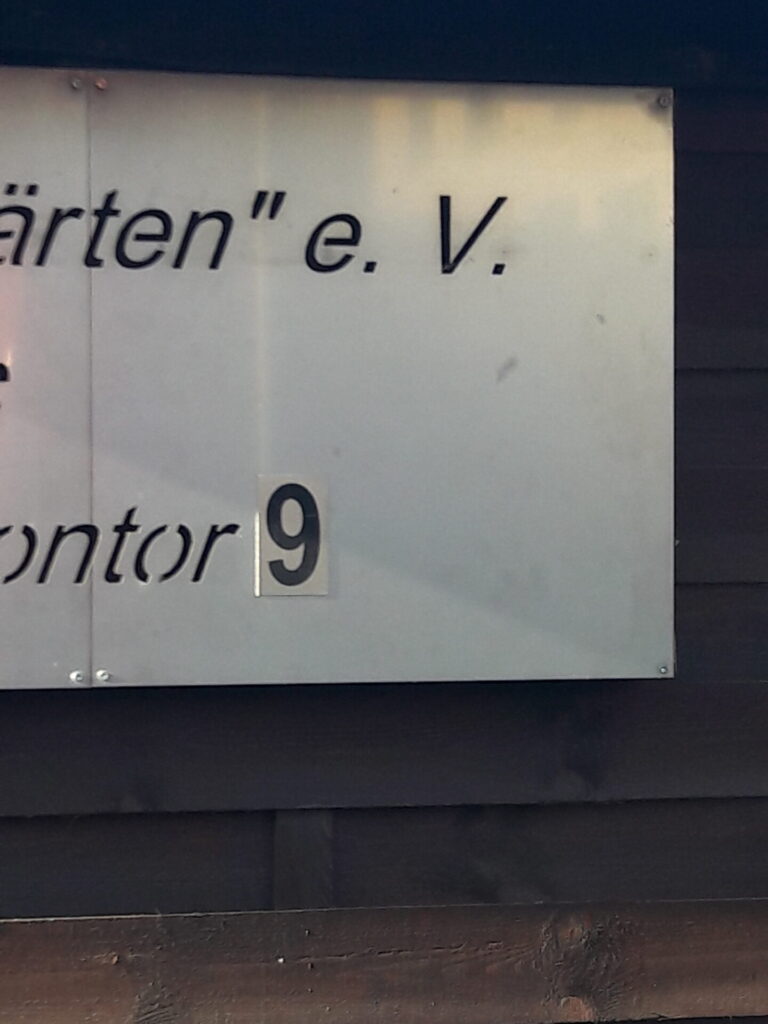 ärten" e. V.
ontor 9